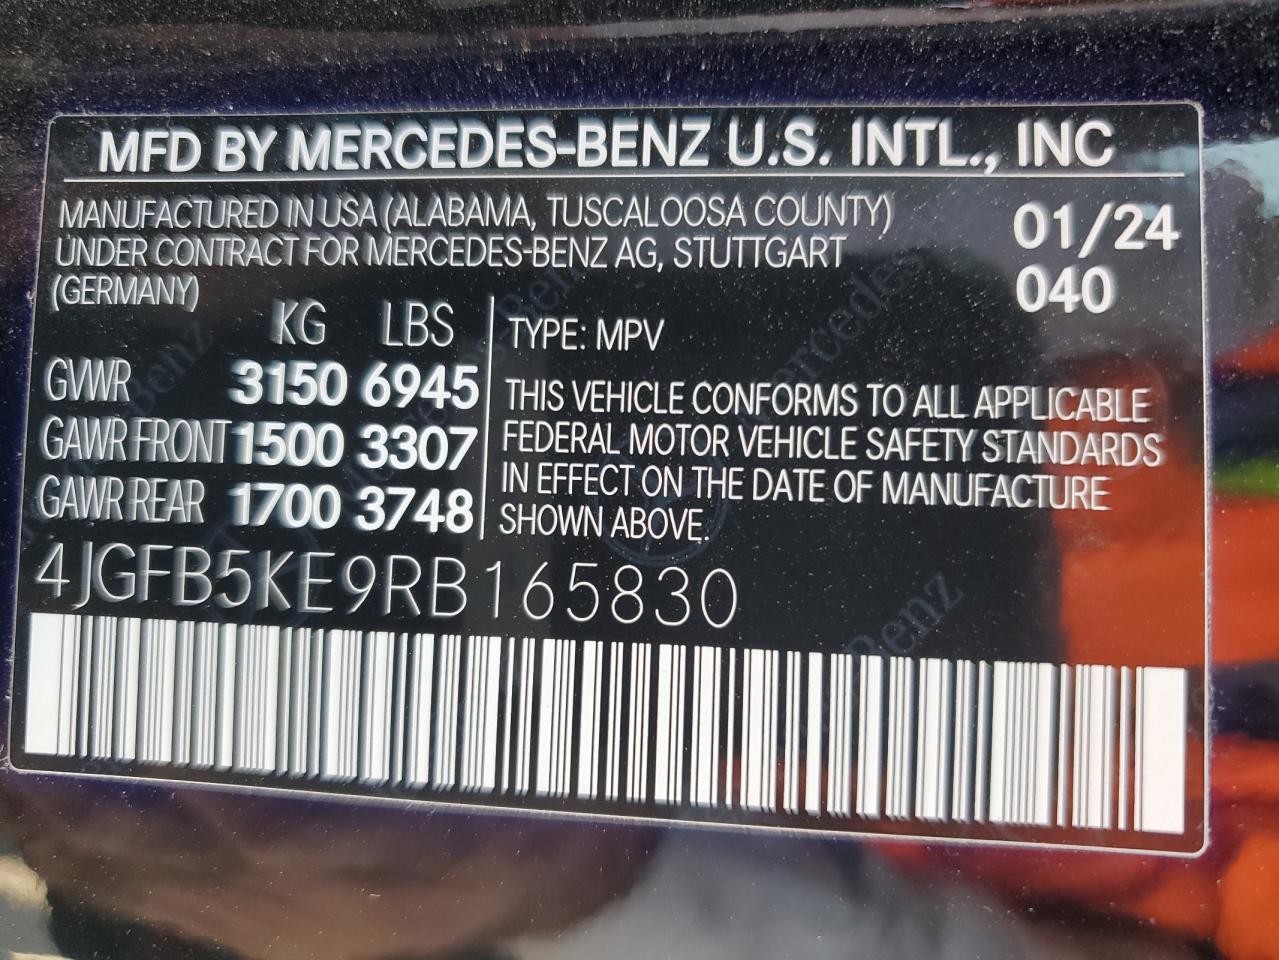 MFD BY MERCEDES-BENZ U.S. INTL., INC
MANUFACTURED IN USA (ALABAMA, TUSCALOOSA COUNTY)
UNDER CONTRACT FOR MERCEDES-BENZ AG, STUTTGART
(GERMANY)
01/24
040
KG LBS
GVWR 3150 6945
GAWR FRONT 1500 3307
GAWR REAR 1700 3748
TYPE: MPV
THIS VEHICLE CONFORMS TO ALL APPLICABLE
FEDERAL MOTOR VEHICLE SAFETY STANDARDS
IN EFFECT ON THE DATE OF MANUFACTURE
SHOWN ABOVE.
4JGFB5KE9RB165830